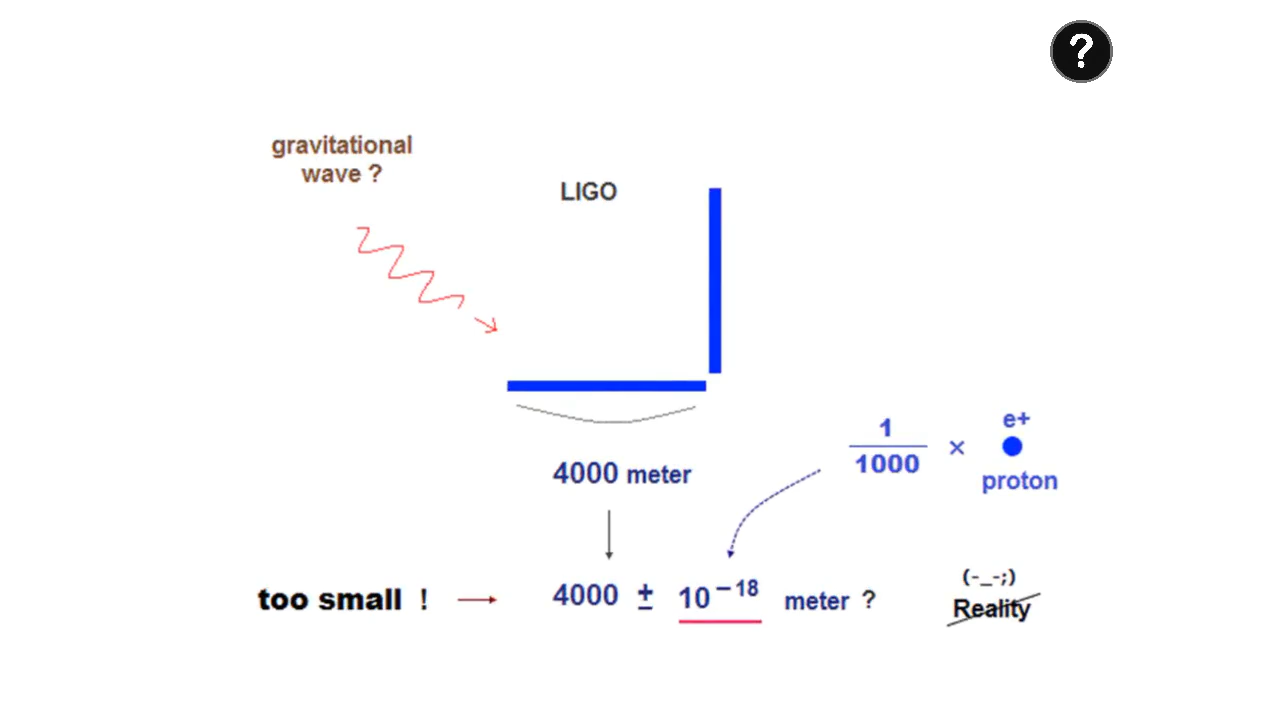 ?
gravitational
wave ?
LIGO
1
1000
×
e+
proton
4000 meter
too small ! → 4000 ± 10⁻¹⁸ meter ?
(-_-;)
Reality